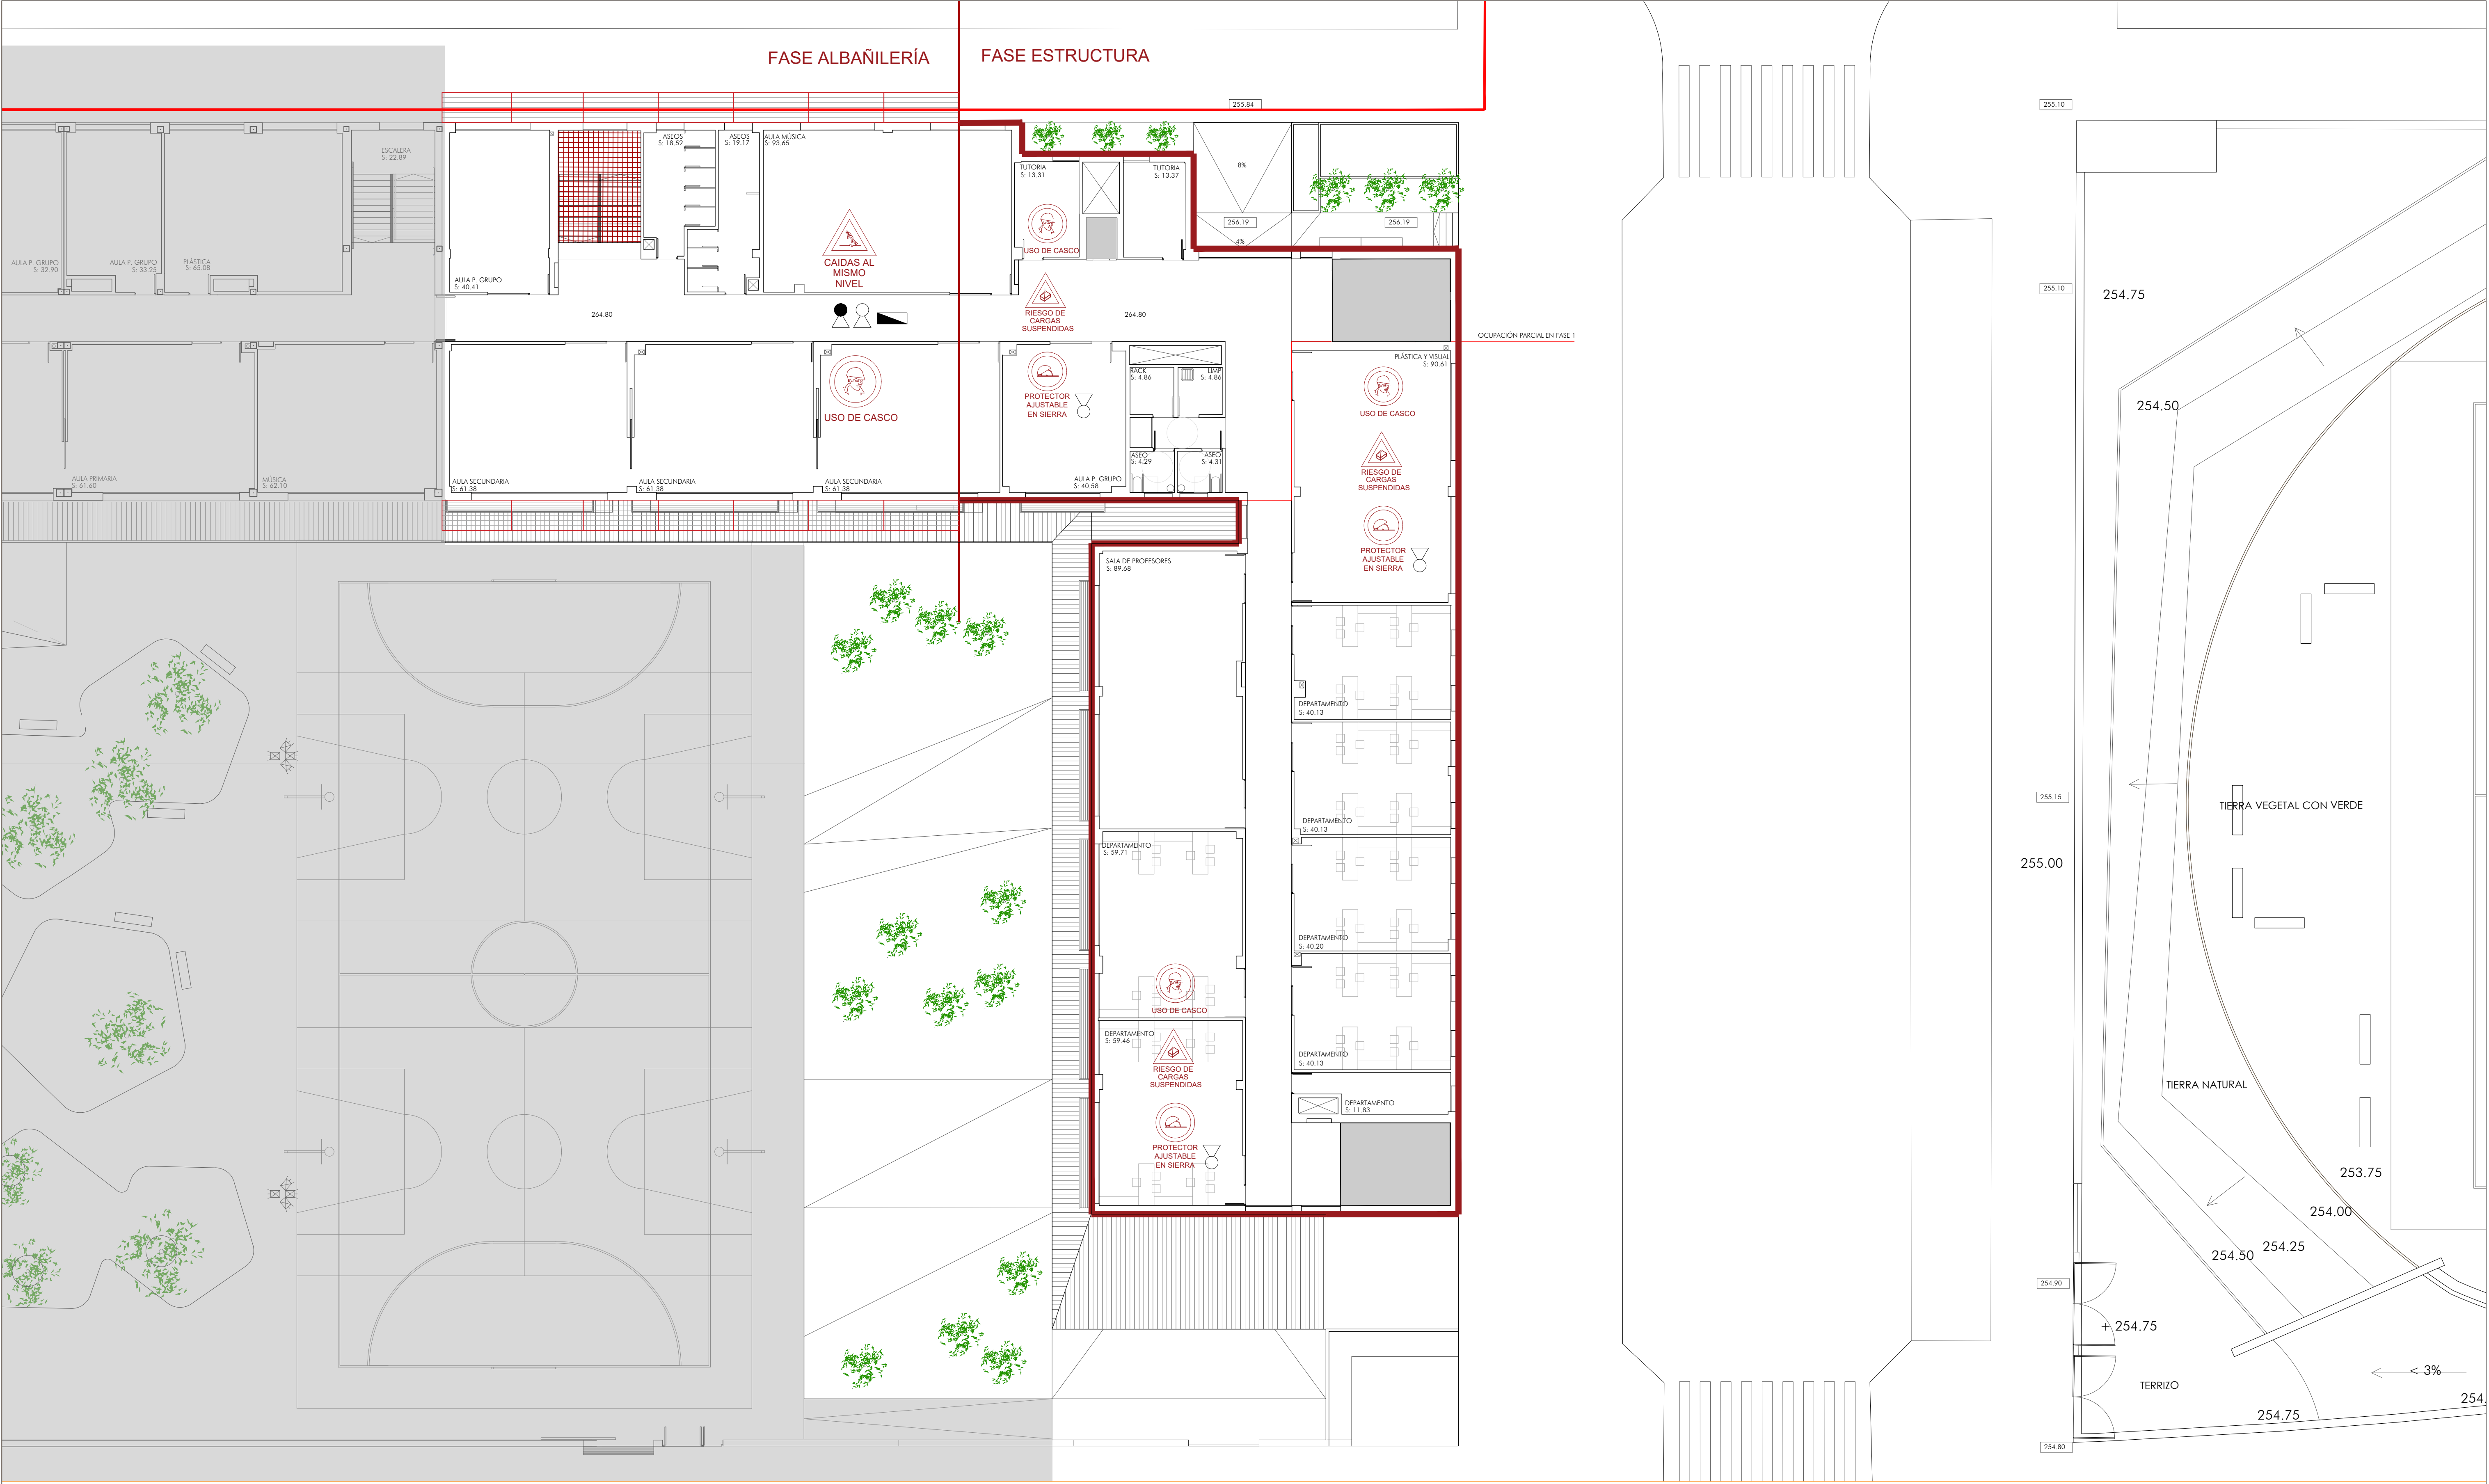 FASE ALBAÑILERÍA
FASE ESTRUCTURA
255.84
255.10
ESCALERA
S: 22.89
ASEOS
S: 18.52
ASEOS
S: 19.17
AULA MÚSICA
S: 93.65
TUTORIA
S: 13.31
TUTORIA
S: 13.37
8%
256.19
256.19
4%
USO DE CASCO
CAIDAS AL
MISMO
NIVEL
AULA P. GRUPO
S: 32.90
AULA P. GRUPO
S: 33.25
PLÁSTICA
S: 65.08
AULA P. GRUPO
S: 40.41
255.10
254.75
264.80
RIESGO DE
CARGAS
SUSPENDIDAS
264.80
OCUPACIÓN PARCIAL EN FASE 1
PLÁSTICA Y VISUAL
S: 90.61
RACK
S: 4.86
LIMP
S: 4.86
USO DE CASCO
PROTECTOR
AJUSTABLE
EN SIERRA
USO DE CASCO
254.50
ASEO
S: 4.29
ASEO
S: 4.31
RIESGO DE
CARGAS
SUSPENDIDAS
AULA PRIMARIA
S: 61.60
MÚSICA
S: 62.10
AULA SECUNDARIA
S: 61.38
AULA SECUNDARIA
S: 61.38
AULA SECUNDARIA
S: 61.38
AULA P. GRUPO
S: 40.58
PROTECTOR
AJUSTABLE
EN SIERRA
SALA DE PROFESORES
S: 89.68
DEPARTAMENTO
S: 40.13
255.15
TIERRA VEGETAL CON VERDE
DEPARTAMENTO
S: 40.13
DEPARTAMENTO
S: 59.71
255.00
DEPARTAMENTO
S: 40.20
USO DE CASCO
DEPARTAMENTO
S: 59.46
DEPARTAMENTO
S: 40.13
RIESGO DE
CARGAS
SUSPENDIDAS
TIERRA NATURAL
DEPARTAMENTO
S: 11.83
PROTECTOR
AJUSTABLE
EN SIERRA
253.75
254.00
254.50
254.25
254.90
+ 254.75
< 3%
TERRIZO
254.
254.75
254.80